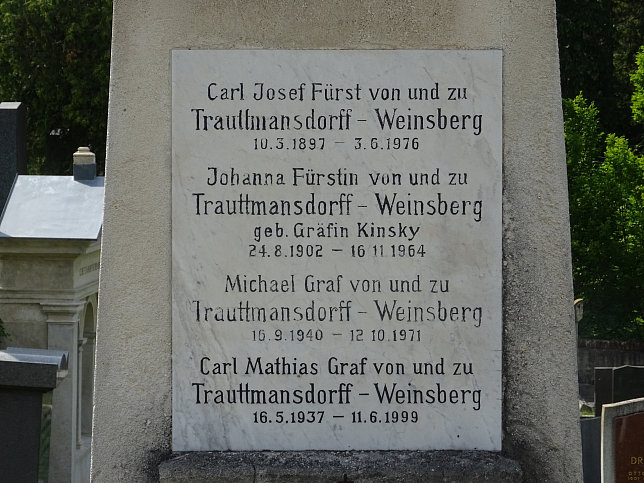 Carl Josef Fürst von und zu
Trauttmansdorff - Weinsberg
10.3.1897 - 3.6.1976
Johanna Fürstin von und zu
Trauttmansdorff - Weinsberg
geb. Gräfin Kinsky
24.8.1902 - 16 11.1964
Michael Graf von und zu
Trauttmansdorff - Weinsberg
16.9.1940 - 12 10.1971
Carl Mathias Graf von und zu
Trauttmansdorff - Weinsberg
16.5.1937 - 11.6.1999